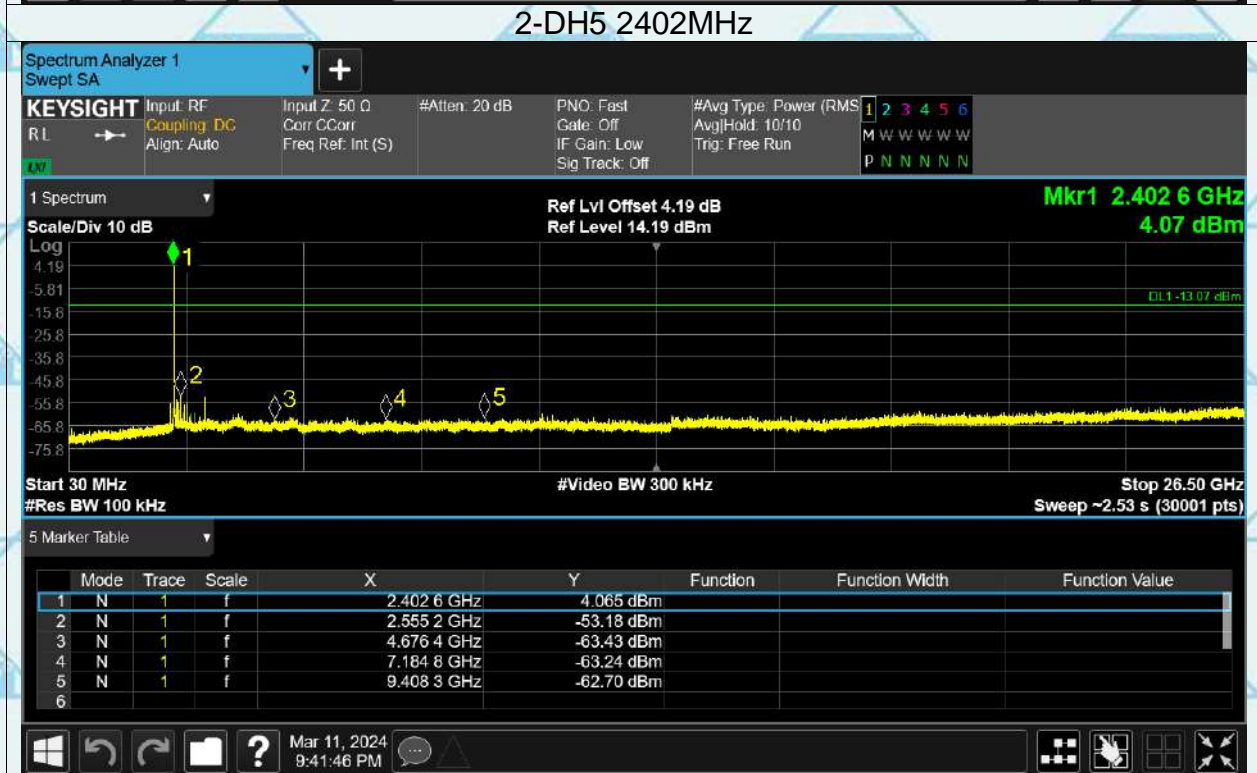 2-DH5 2402MHz
Spectrum Analyzer 1
Swept SA
+
KEYSIGHT Input: RF Input Z: 50 Ω #Atten: 20 dB PNO: Fast #Avg Type: Power (RMS 1 2 3 4 5 6
RL Coupling: DC Corr CCorr Gate: Off Avg|Hold: 10/10 M W W W W W
Align: Auto Freq Ref: Int (S) IF Gain: Low Trig: Free Run
LXI Sig Track: Off P N N N N N
1 Spectrum Ref Lvl Offset 4.19 dB Mkr1 2.402 6 GHz
Scale/Div 10 dB Ref Level 14.19 dBm 4.07 dBm
Log
1
4.19
-5.81
DL1 -13.07 dBm
-15.8
-25.8
-35.8
-45.8 2
-55.8 3 4 5
-65.8
-75.8
Start 30 MHz #Video BW 300 kHz Stop 26.50 GHz
#Res BW 100 kHz Sweep ~2.53 s (30001 pts)
5 Marker Table
Mode Trace Scale X Y Function Function Width Function Value
1 N 1 f 2.402 6 GHz 4.065 dBm
2 N 1 f 2.555 2 GHz -53.18 dBm
3 N 1 f 4.676 4 GHz -63.43 dBm
4 N 1 f 7.184 8 GHz -63.24 dBm
5 N 1 f 9.408 3 GHz -62.70 dBm
6
? Mar 11, 2024
9:41:46 PM